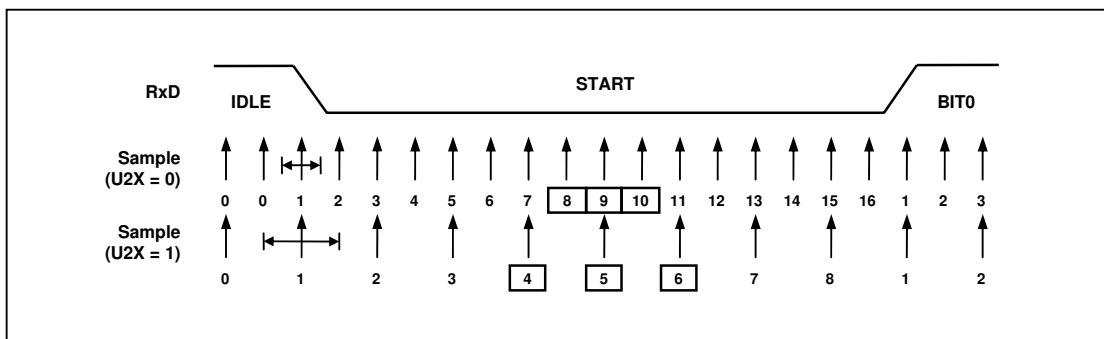 RxD IDLE START BIT0
Sample
(U2X = 0)
0 0 1 2 3 4 5 6 7 8 9 10 11 12 13 14 15 16 1 2 3
Sample
(U2X = 1)
0 1 2 3 4 5 6 7 8 1 2